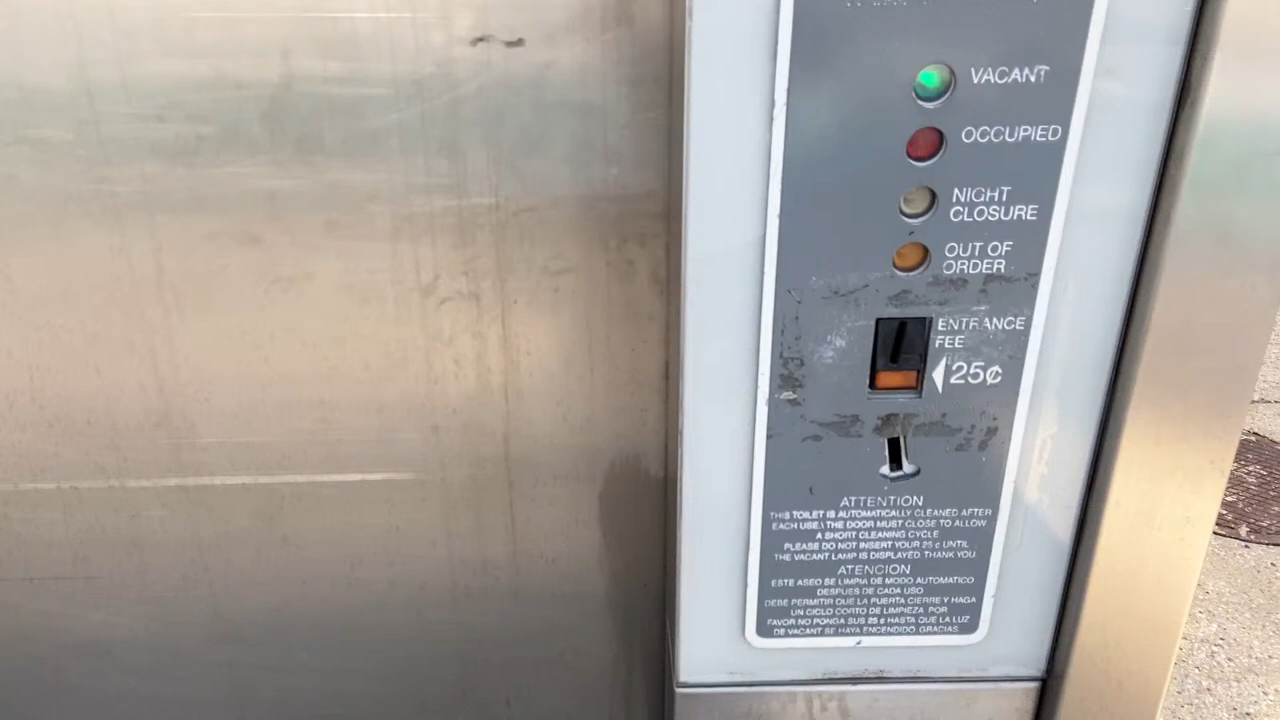 VACANT
OCCUPIED
NIGHT
CLOSURE
OUT OF
ORDER
ENTRANCE
FEE
25¢
ATTENTION
THIS TOILET IS AUTOMATICALLY CLEANED AFTER
EACH USE.\ THE DOOR MUST CLOSE TO ALLOW
A SHORT CLEANING CYCLE
PLEASE DO NOT INSERT YOUR 25 ¢ UNTIL
THE VACANT LAMP IS DISPLAYED. THANK YOU.
ATENCION
ESTE ASEO SE LIMPIA DE MODO AUTOMATICO
DESPUES DE CADA USO
DEBE PERMITIR QUE LA PUERTA CIERRE Y HAGA
UN CICLO CORTO DE LIMPIEZA. POR
FAVOR NO PONGA SUS 25 ¢ HASTA QUE LA LUZ
DE VACANT SE HAYA ENCENDIDO. GRACIAS.